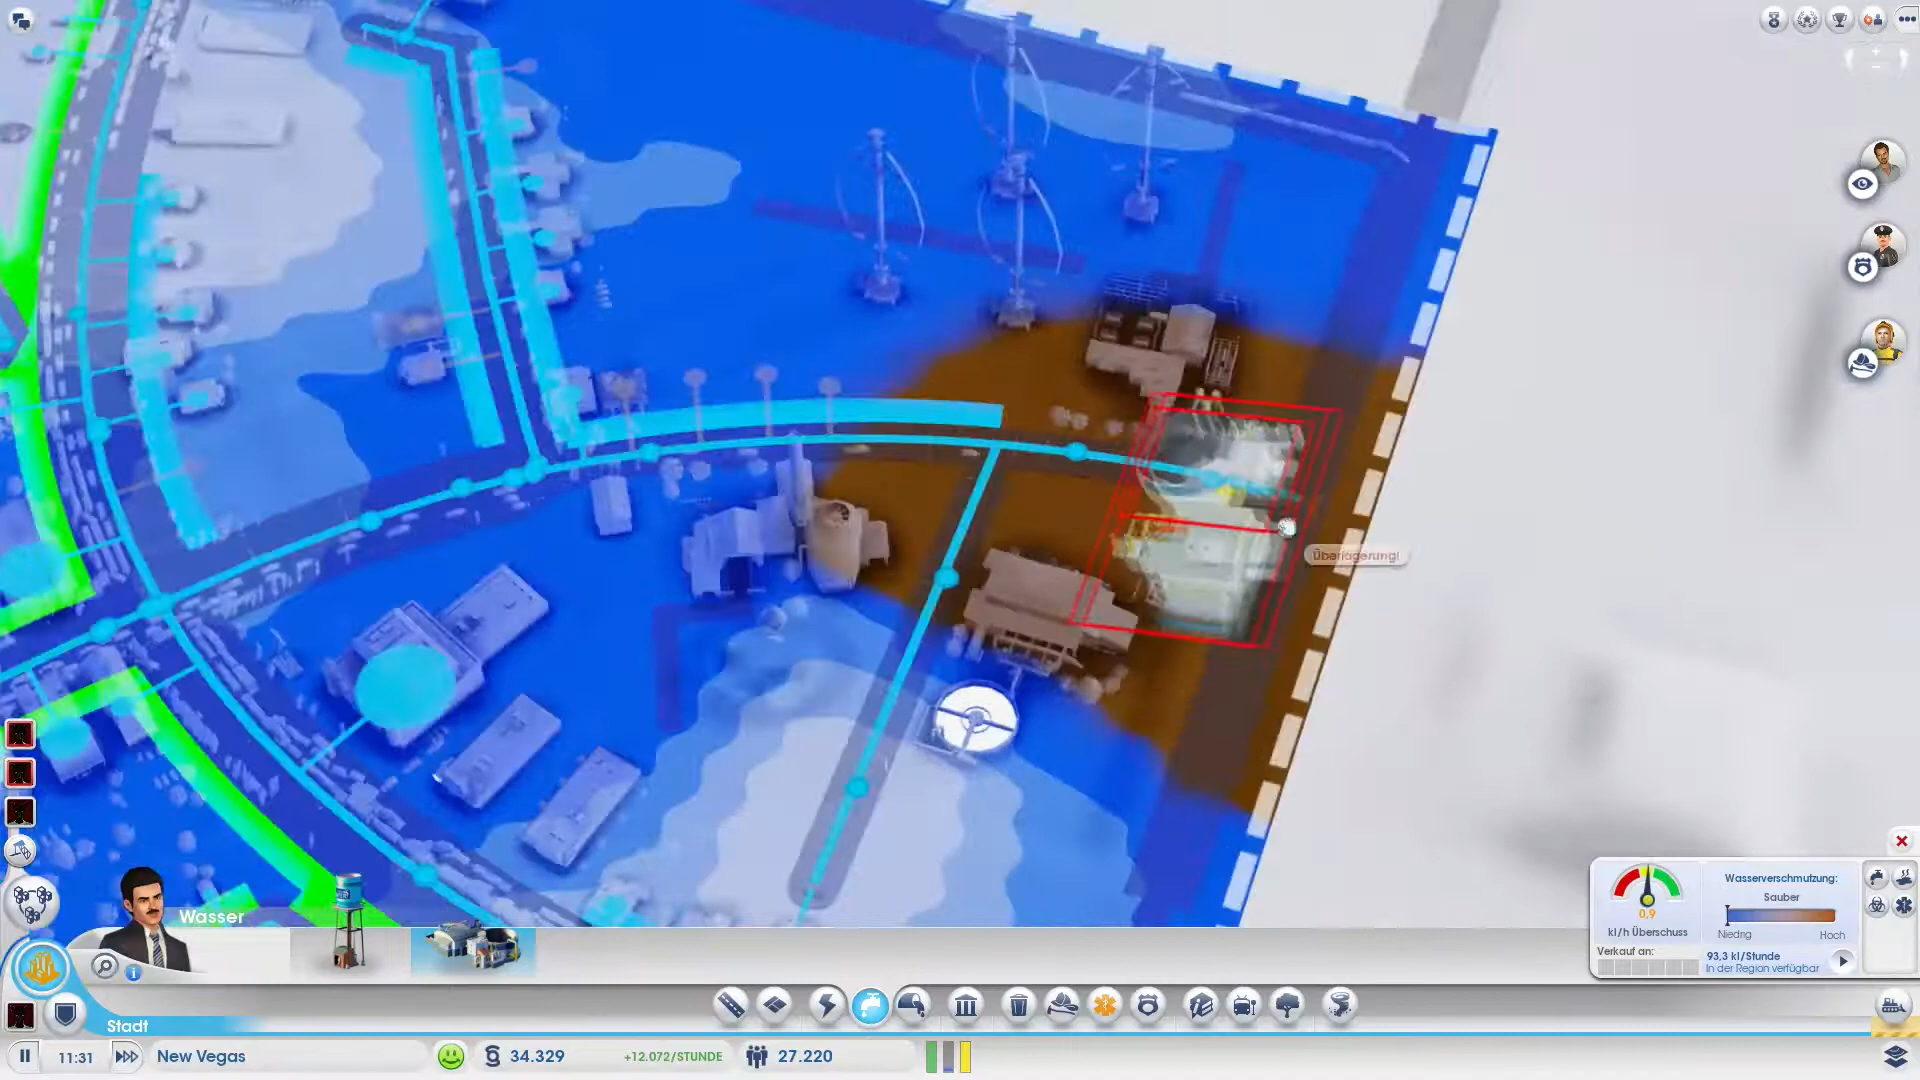 Überlagerung!
Wasser
Wasserverschmutzung:
Sauber
0,9
kl/h Überschuss
Niedrig
Hoch
Verkauf an:
93,3 kl/Stunde
In der Region verfügbar
Stadt
11:31
New Vegas
34.329
+12.072/STUNDE
27.220